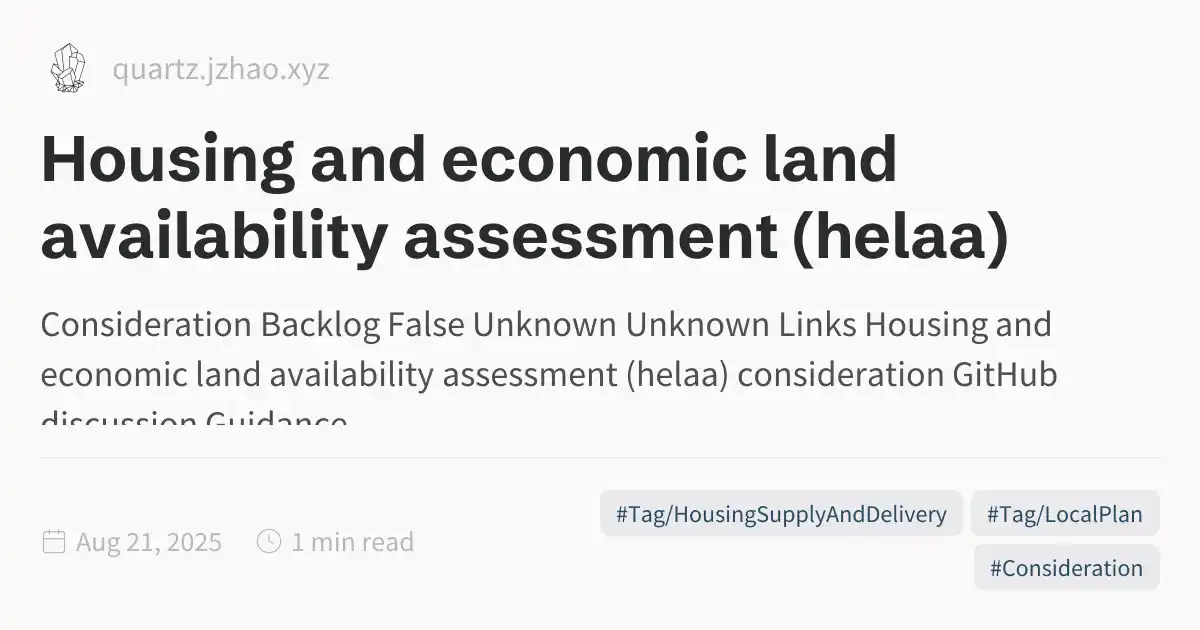 quartz.jzhao.xyz
Housing and economic land
availability assessment (helaa)
Consideration Backlog False Unknown Unknown Links Housing and
economic land availability assessment (helaa) consideration GitHub
discussion Guidance
Aug 21, 2025
1 min read
#Tag/HousingSupplyAndDelivery
#Tag/LocalPlan
#Consideration